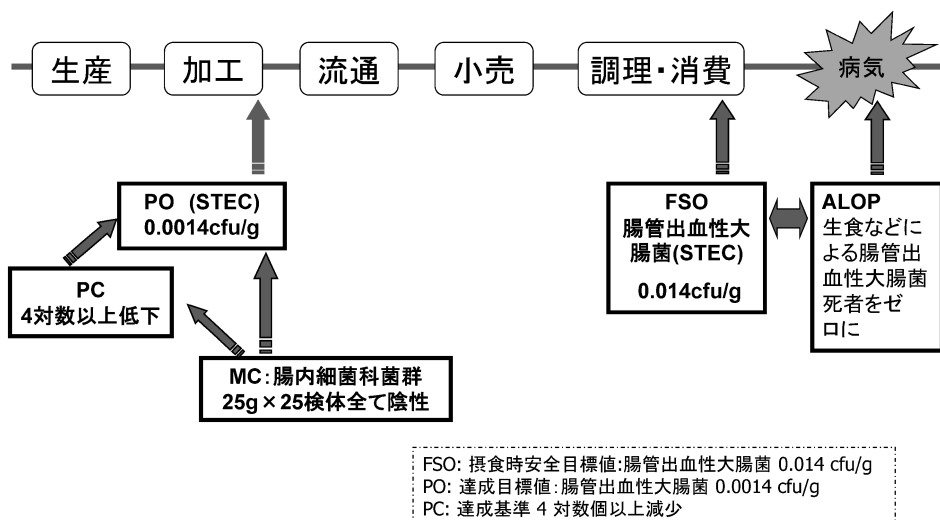 生産
加工
流通
小売
調理・消費
病気
PO (STEC)
0.0014cfu/g
PC
4対数以上低下
MC：腸内細菌科菌群
25g×25検体全て陰性
FSO
腸管出血性大
腸菌(STEC)
0.014cfu/g
ALOP
生食などに
よる腸管出
血性大腸菌
死者をゼ
ロに
FSO: 摂食時安全目標値:腸管出血性大腸菌 0.014 cfu/g
PO: 達成目標値:腸管出血性大腸菌 0.0014 cfu/g
PC: 達成基準 4 対数個以上減少